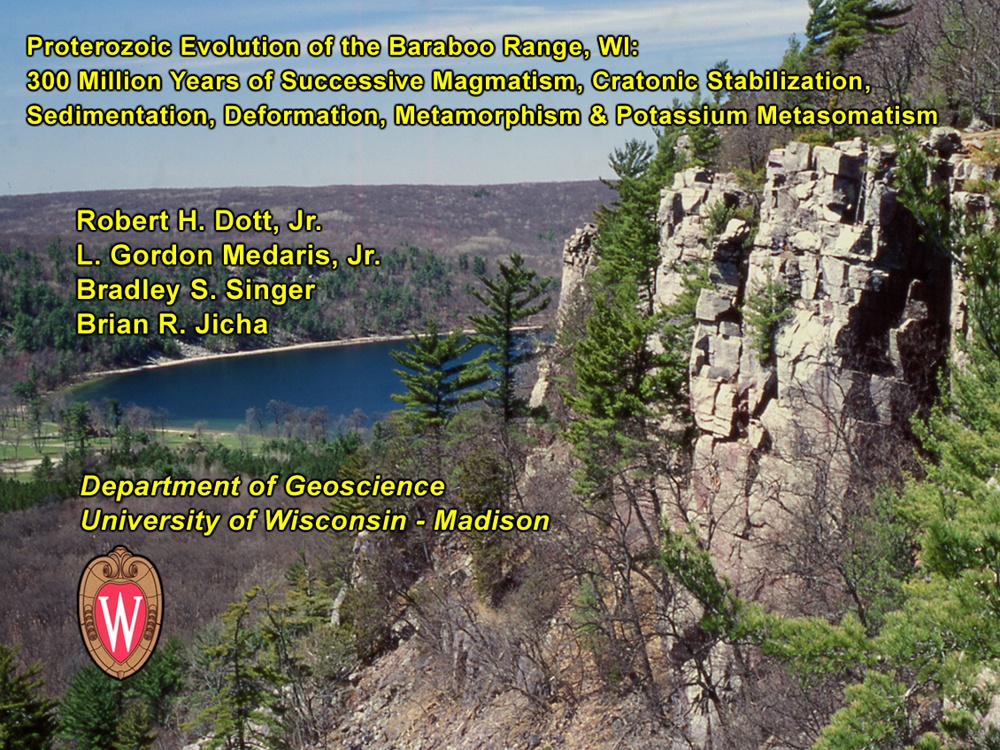 Proterozoic Evolution of the Baraboo Range, WI:
300 Million Years of Successive Magmatism, Cratonic Stabilization,
Sedimentation, Deformation, Metamorphism & Potassium Metasomatism
Robert H. Dott, Jr.
L. Gordon Medaris, Jr.
Bradley S. Singer
Brian R. Jicha
Department of Geoscience
University of Wisconsin - Madison
W